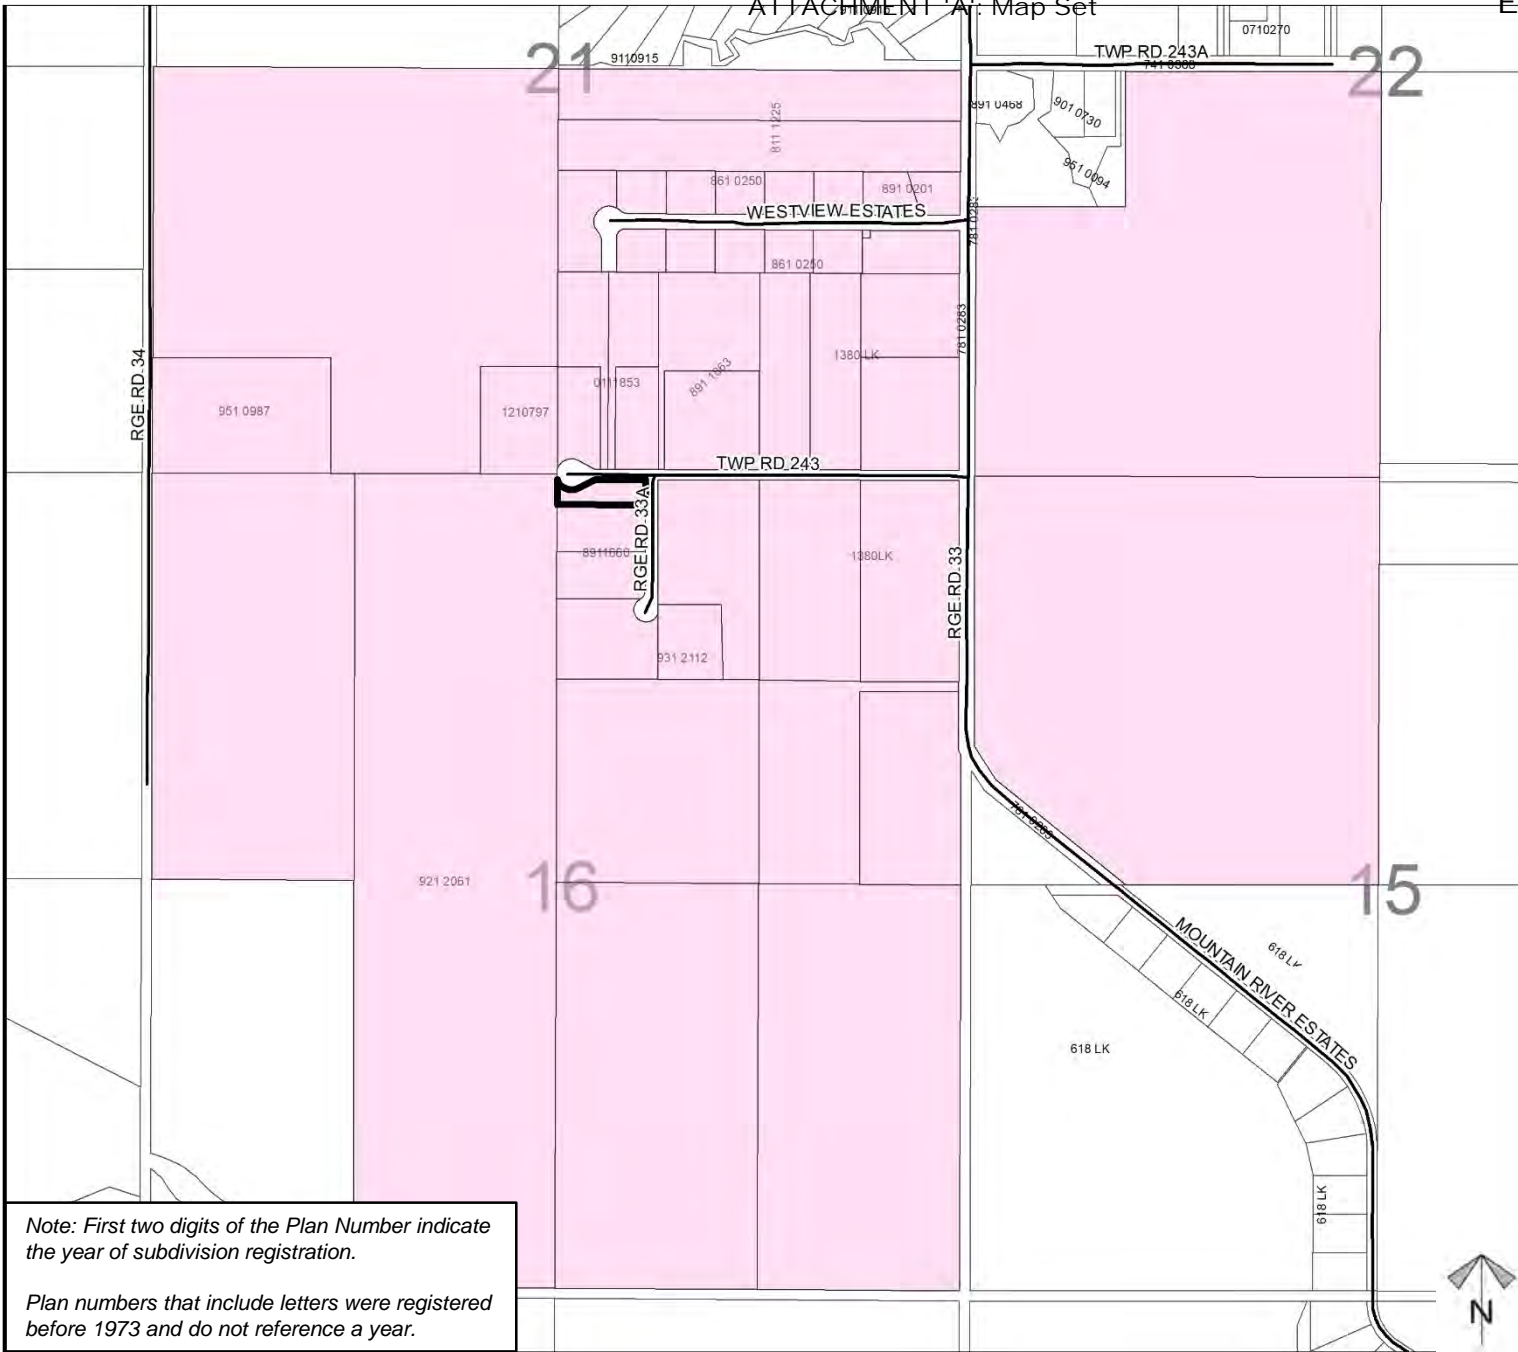 ATTACHMENT 'A': Map Set
E
0710270
21
9110915
TWP RD 243A
22
891 0468
901 0730
811 1225
951 0094
861 0250
891 0201
WESTVIEW ESTATES
781 0283
861 0250
781 0283
RGE RD 34
1380 LK
891 1063
0111853
951 0987
1210797
TWP RD 243
RGE RD 33A
8911660
1380LK
RGE RD 33
931 2112
781 0283
921 2061
16
15
MOUNTAIN RIVER ESTATES
618 LK
618 LK
618 LK
618 LK
Note: First two digits of the Plan Number indicate
the year of subdivision registration.
Plan numbers that include letters were registered
before 1973 and do not reference a year.
N